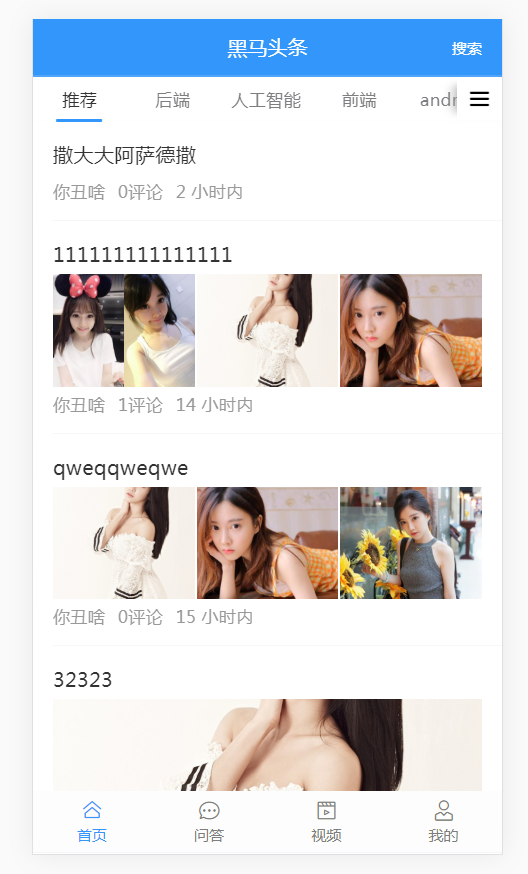 黑马头条 搜索
推荐 后端 人工智能 前端 andr
撒大大阿萨德撒
你丑啥 0评论 2 小时内
111111111111111
你丑啥 1评论 14 小时内
qweqqweqwe
你丑啥 0评论 15 小时内
32323
首页 问答 视频 我的